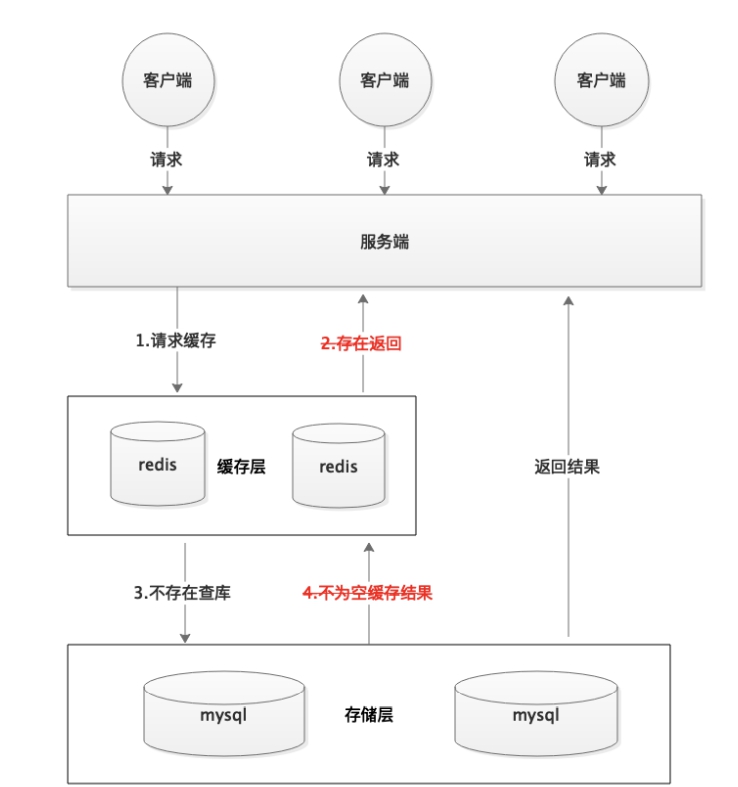 客户端
客户端
客户端
请求
请求
请求
服务端
1.请求缓存
2.存在返回
redis
缓存层
redis
返回结果
3.不存在查库
4.不为空缓存结果
mysql
存储层
mysql